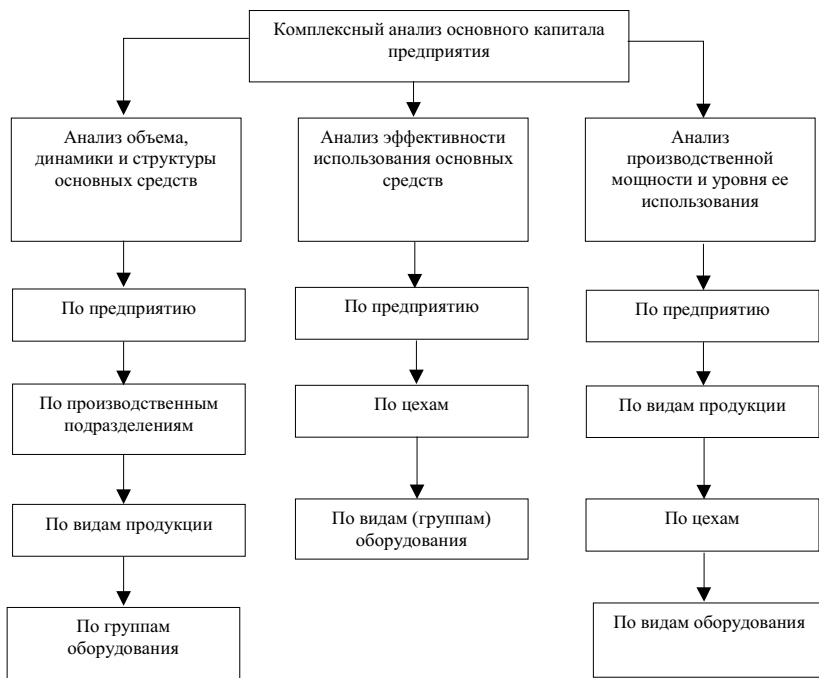 Комплексный анализ основного капитала
предприятия
Анализ объема,
динамики и структуры
основных средств
Анализ эффективности
использования основных
средств
Анализ
производственной
мощности и уровня ее
использования
По предприятию
По предприятию
По предприятию
По производственным
подразделениям
По цехам
По видам продукции
По видам продукции
По видам (группам)
оборудования
По цехам
По группам
оборудования
По видам оборудования